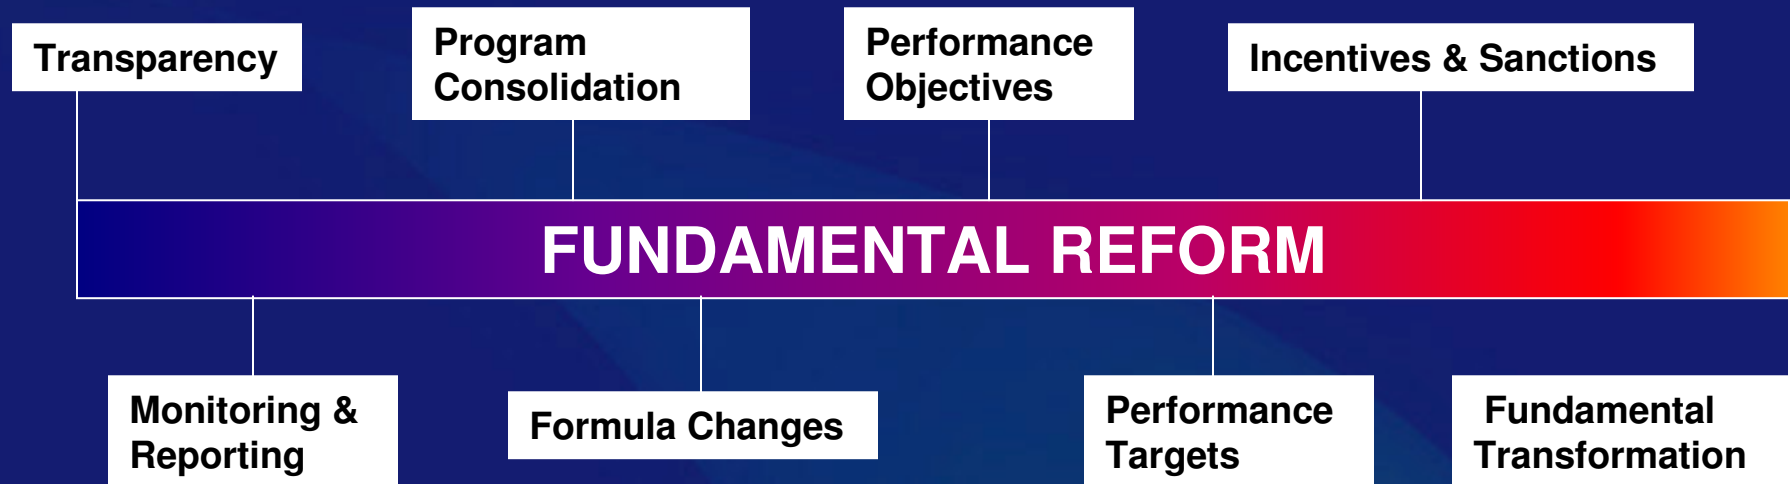 Transparency
Program
Consolidation
Performance
Objectives
Incentives & Sanctions
FUNDAMENTAL REFORM
Monitoring &
Reporting
Formula Changes
Performance
Targets
Fundamental
Transformation